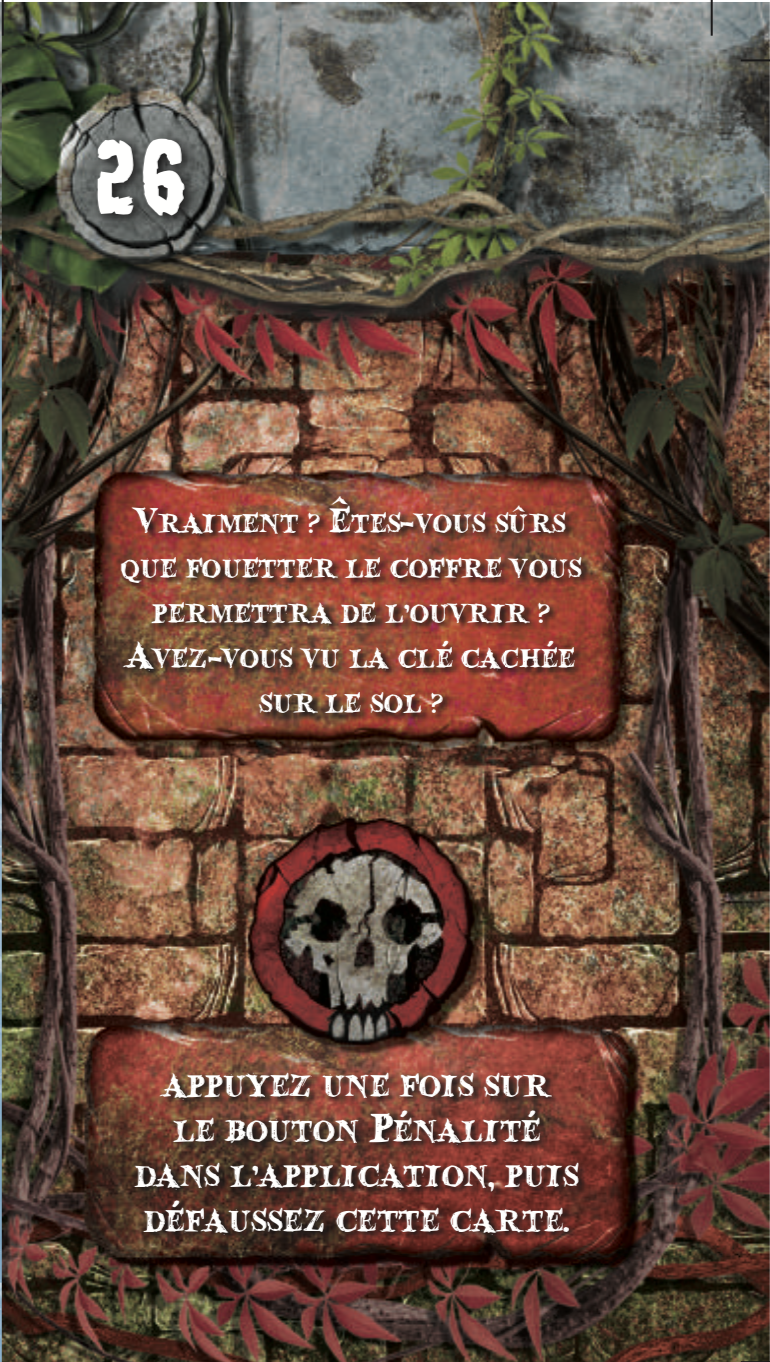 26
Vraiment ? Êtes-vous sûrs
que fouetter le coffre vous
permettra de l'ouvrir ?
Avez-vous vu la clé cachée
sur le sol ?
appuyez une fois sur
le bouton Pénalité
dans l'application, puis
défaussez cette carte.